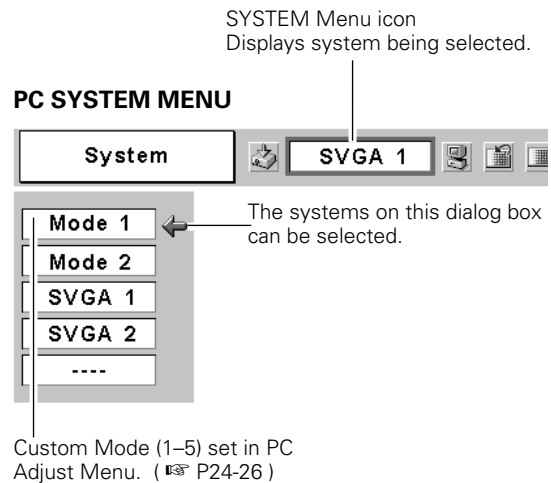 SYSTEM Menu icon
Displays system being selected.
PC SYSTEM MENU
System
SVGA 1
Mode 1
The systems on this dialog box
can be selected.
Mode 2
SVGA 1
SVGA 2
----
Custom Mode (1–5) set in PC
Adjust Menu. ( ☞ P24-26 )